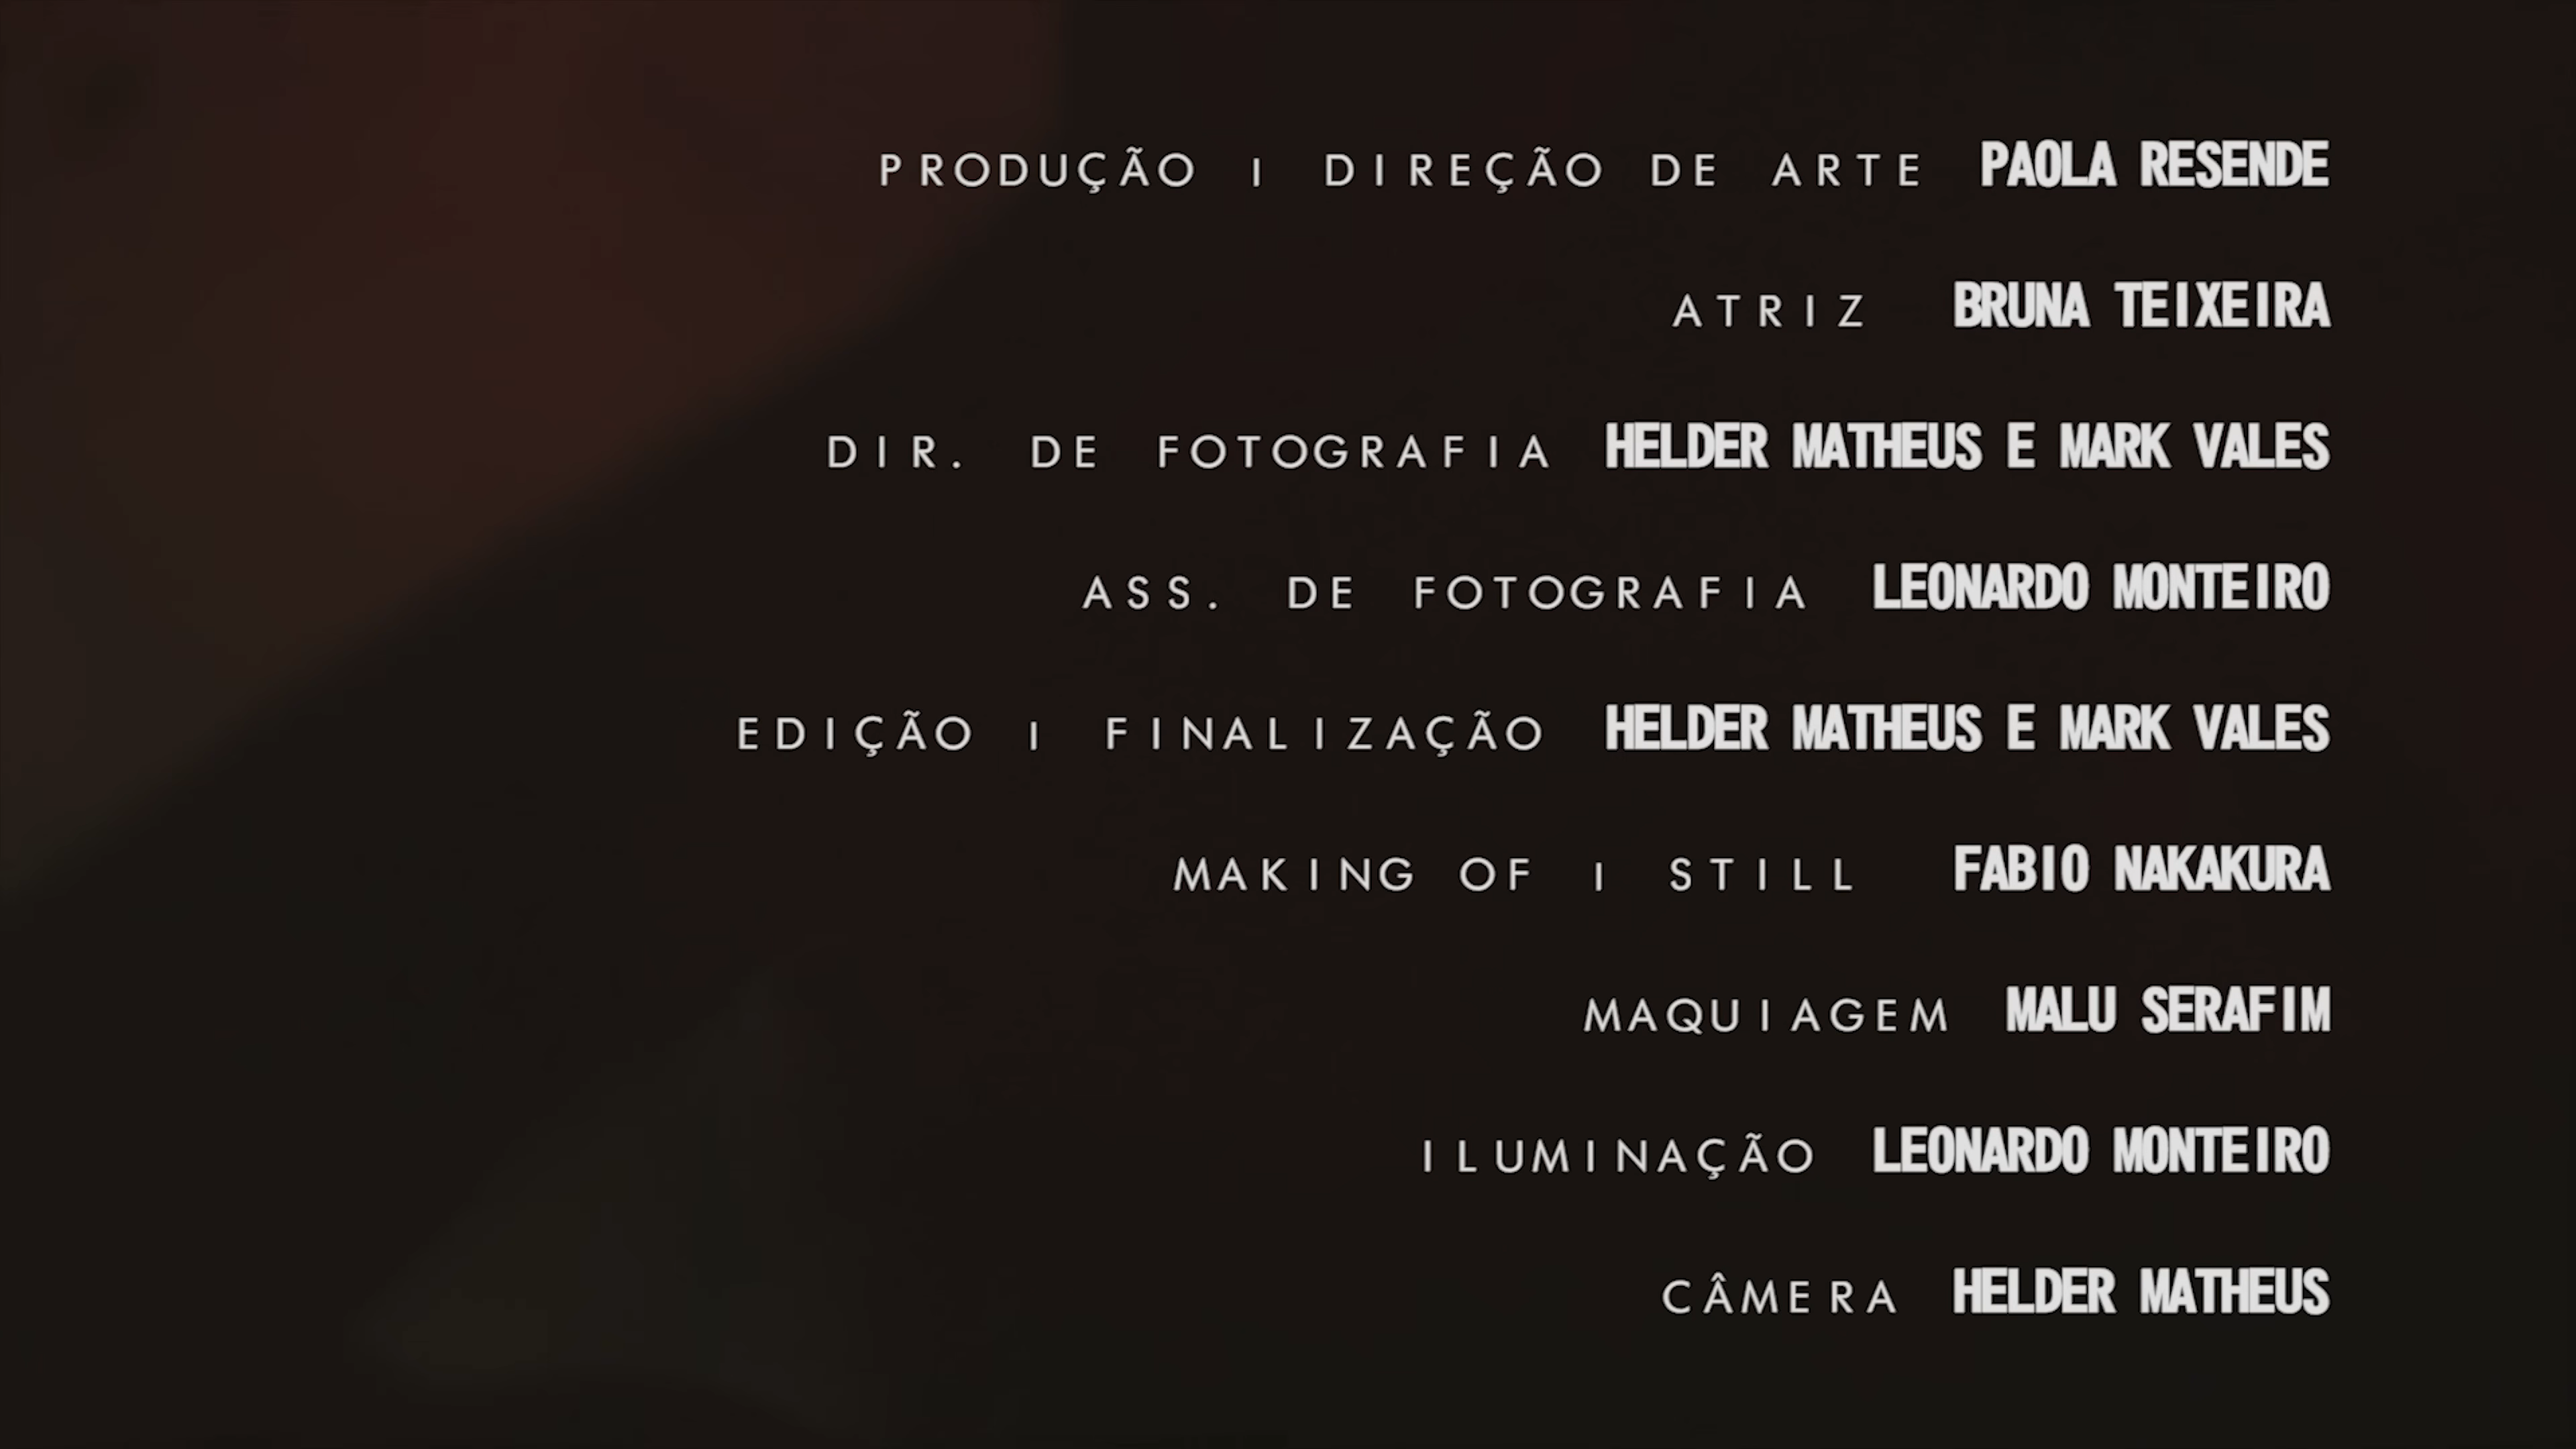 PRODUÇÃO | DIREÇÃO DE ARTE PAOLA RESENDE
ATRIZ BRUNA TEIXEIRA
DIR. DE FOTOGRAFIA HELDER MATHEUS E MARK VALES
ASS. DE FOTOGRAFIA LEONARDO MONTEIRO
EDIÇÃO | FINALIZAÇÃO HELDER MATHEUS E MARK VALES
MAKING OF | STILL FABIO NAKAKURA
MAQUIAGEM MALU SERAFIM
ILUMINAÇÃO LEONARDO MONTEIRO
CÂMERA HELDER MATHEUS